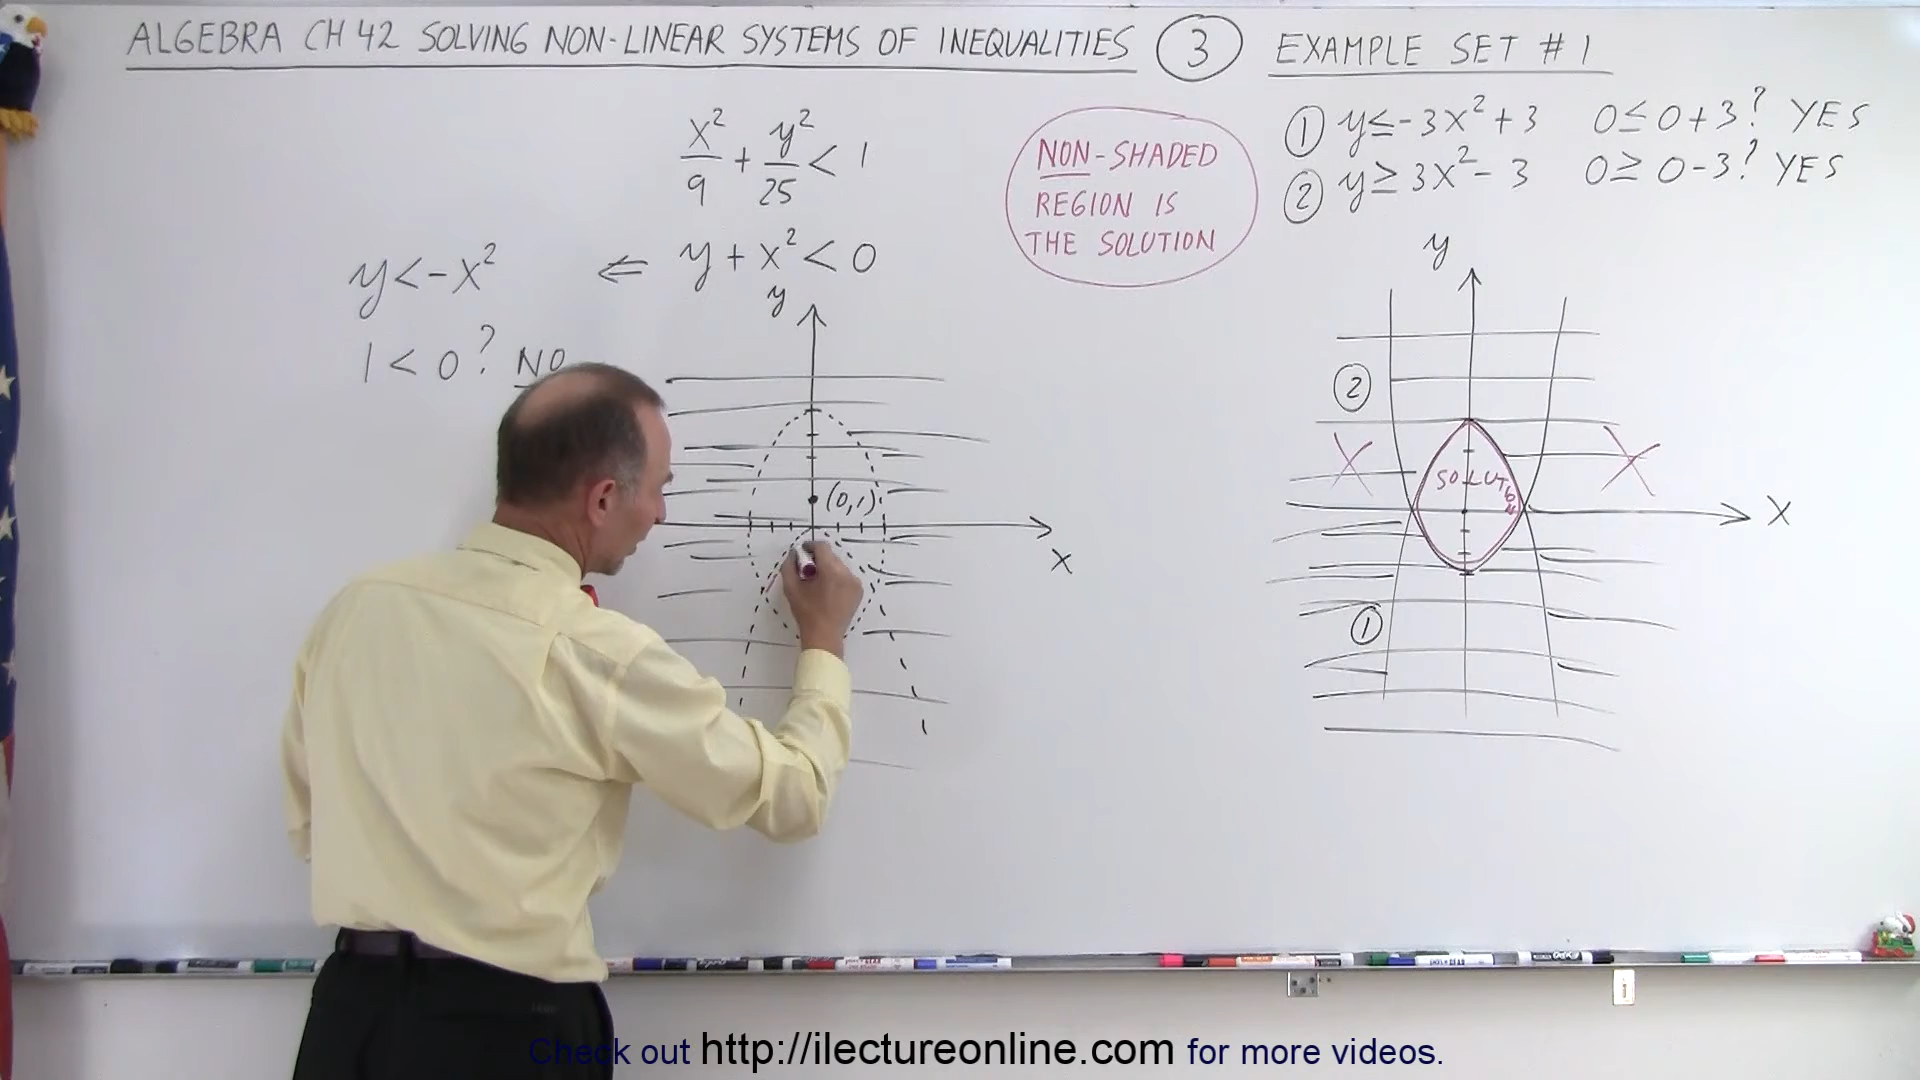 ALGEBRA CH 42 SOLVING NON-LINEAR SYSTEMS OF INEQUALITIES ③ EXAMPLE SET # 1
x²/9 + y²/25 < 1
y + x² < 0
⇐
y < -x²
1 < 0? NO
y
(0,1)
x
NON-SHADED
REGION IS
THE SOLUTION
① y ≤ -3x² + 3 0 ≤ 0 + 3? YES
② y ≥ 3x² - 3 0 ≥ 0 - 3? YES
y
②
X X
x
①
Check out http://ilectureonline.com for more videos.